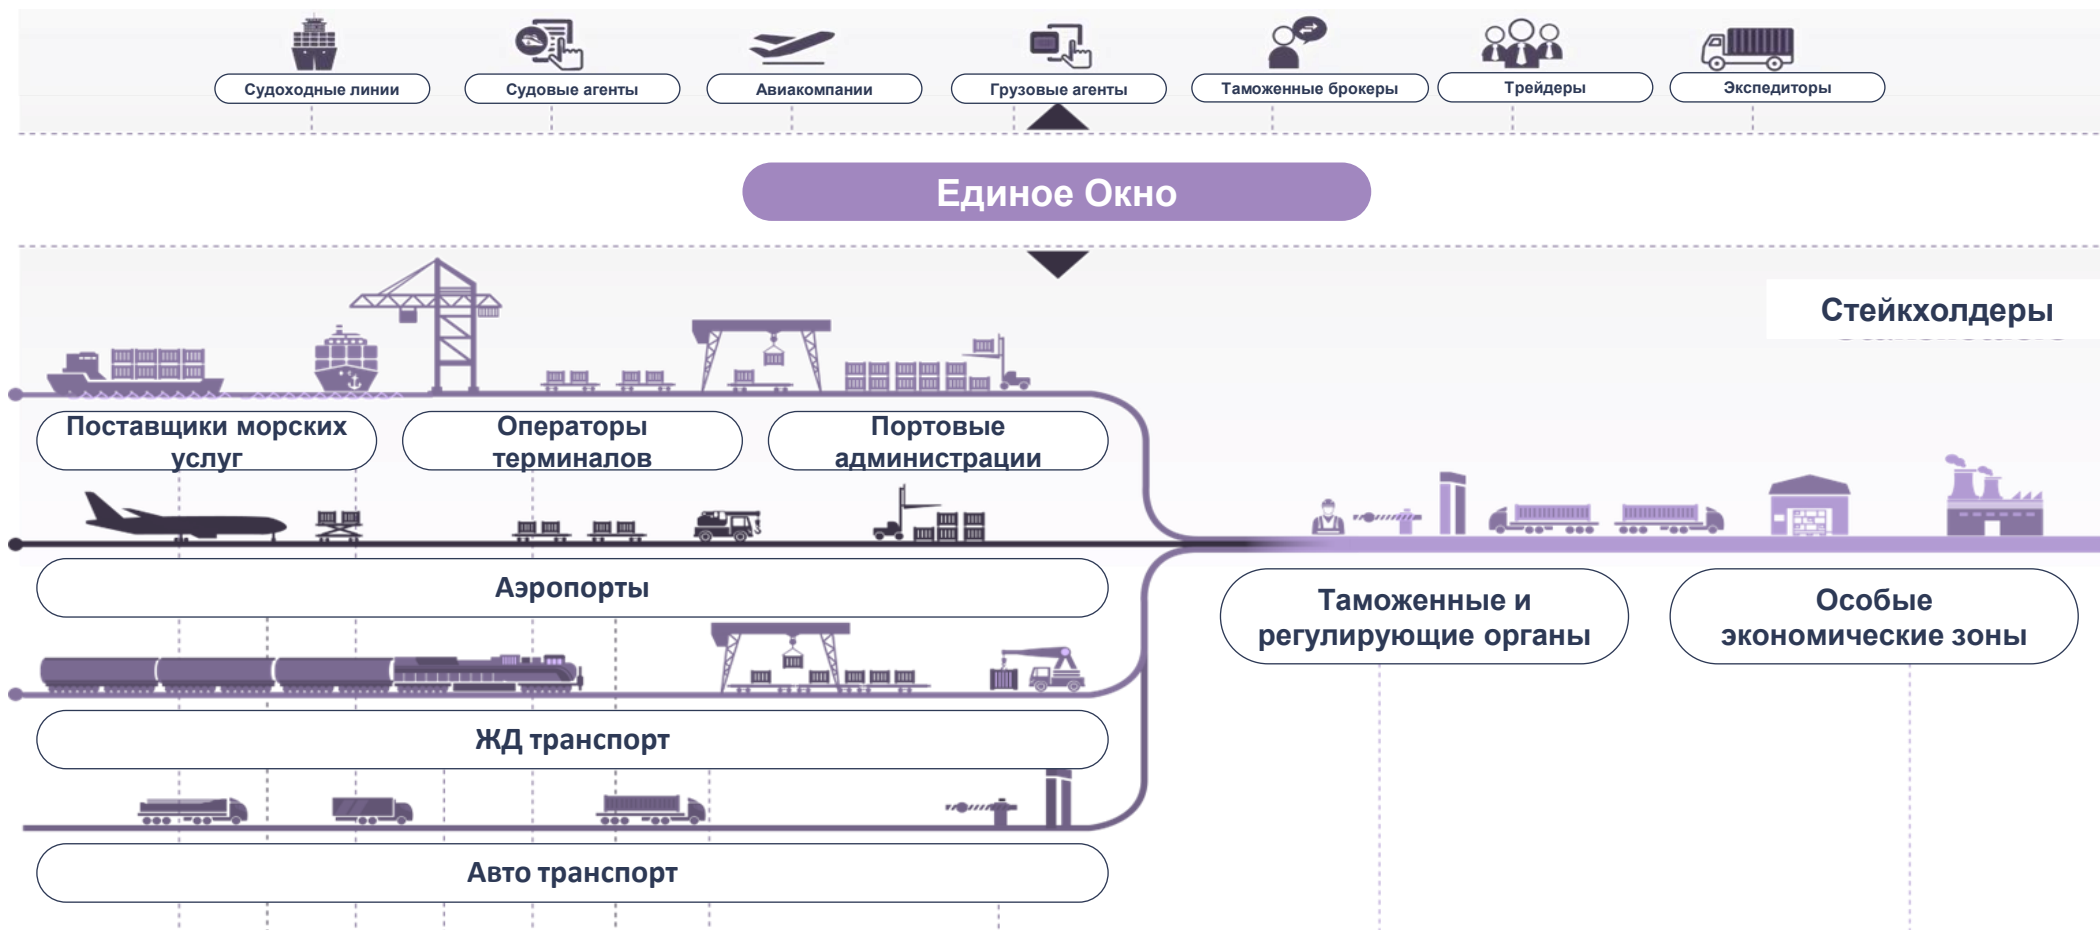 Судоходные линии
Судовые агенты
Авиакомпании
Грузовые агенты
Таможенные брокеры
Трейдеры
Экспедиторы
Единое Окно
Стейкхолдеры
Поставщики морских
услуг
Операторы
терминалов
Портовые
администрации
Аэропорты
Таможенные и
регулирующие органы
Особые
экономические зоны
ЖД транспорт
Авто транспорт